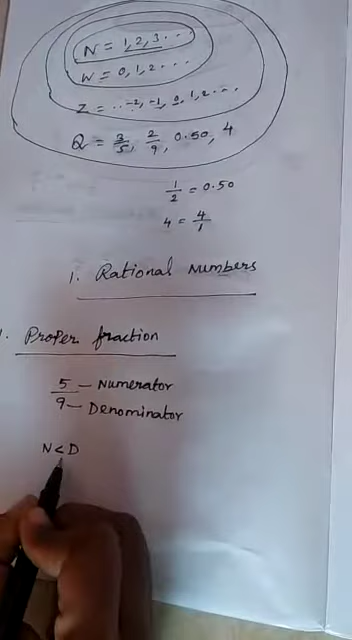 N = 1, 2, 3 ...
W = 0, 1, 2 ...
Z = .. -2, -1, 0, 1, 2 ...
Q = 3/5, 2/9, 0.50, 4
1/2 = 0.50
4 = 4/1
1. Rational Numbers
1. Proper fraction
5 — Numerator
9 — Denominator
N < D